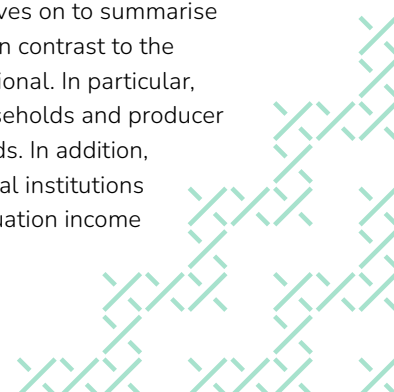 ves on to summarise
n contrast to the
ional. In particular,
seholds and producer
ds. In addition,
al institutions
uation income